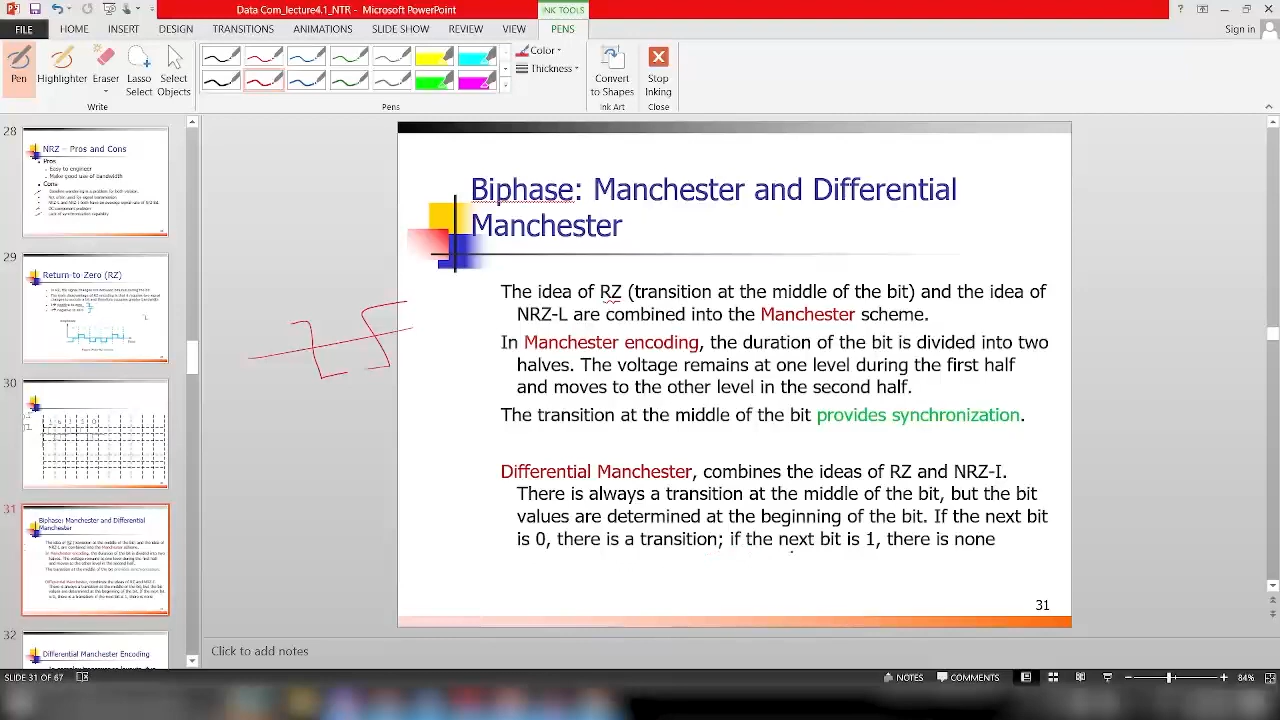 Data Com_lecture4.1_NTR - Microsoft PowerPoint
INK TOOLS
FILE HOME INSERT DESIGN TRANSITIONS ANIMATIONS SLIDE SHOW REVIEW VIEW PENS
Sign in
Pen
Highlighter
Eraser
Lasso Select
Select Objects
Write
Pens
Color
Thickness
Convert to Shapes
Ink Art
Stop Inking
Close
28
NRZ – Pros and Cons
Pros
Easy to engineer
Make good use of bandwidth
Cons
29
Return-to-Zero (RZ)
30
31
Biphase: Manchester and Differential
Manchester
32
Differential Manchester Encoding
Biphase: Manchester and Differential
Manchester
The idea of RZ (transition at the middle of the bit) and the idea of
NRZ-L are combined into the Manchester scheme.
In Manchester encoding, the duration of the bit is divided into two
halves. The voltage remains at one level during the first half
and moves to the other level in the second half.
The transition at the middle of the bit provides synchronization.
Differential Manchester, combines the ideas of RZ and NRZ-I.
There is always a transition at the middle of the bit, but the bit
values are determined at the beginning of the bit. If the next bit
is 0, there is a transition; if the next bit is 1, there is none
31
Click to add notes
SLIDE 31 OF 67
NOTES
COMMENTS
84%